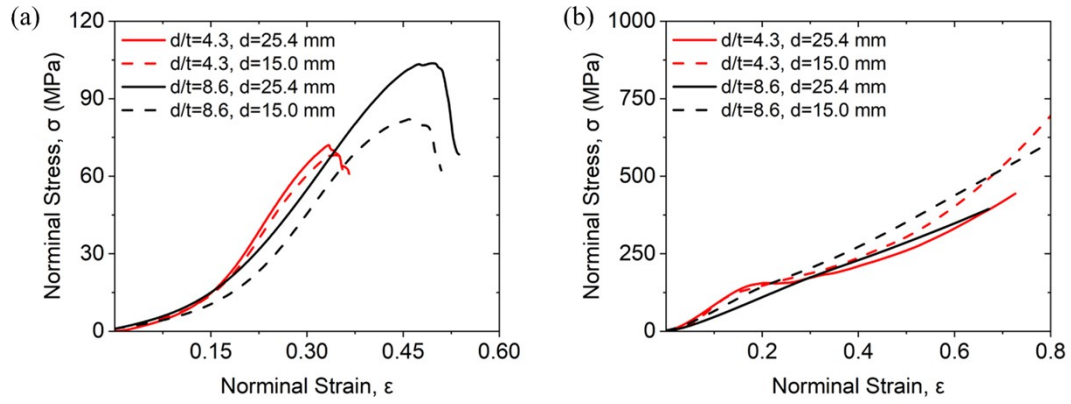 (a)
120
90
60
30
0
Norminal Stress, σ (MPa)
d/t=4.3, d=25.4 mm
d/t=4.3, d=15.0 mm
d/t=8.6, d=25.4 mm
d/t=8.6, d=15.0 mm
0.15
0.30
0.45
0.60
Norminal Strain, ε
(b)
1000
750
500
250
0
Norminal Stress, σ (MPa)
d/t=4.3, d=25.4 mm
d/t=4.3, d=15.0 mm
d/t=8.6, d=25.4 mm
d/t=8.6, d=15.0 mm
0.2
0.4
0.6
0.8
Norminal Strain, ε